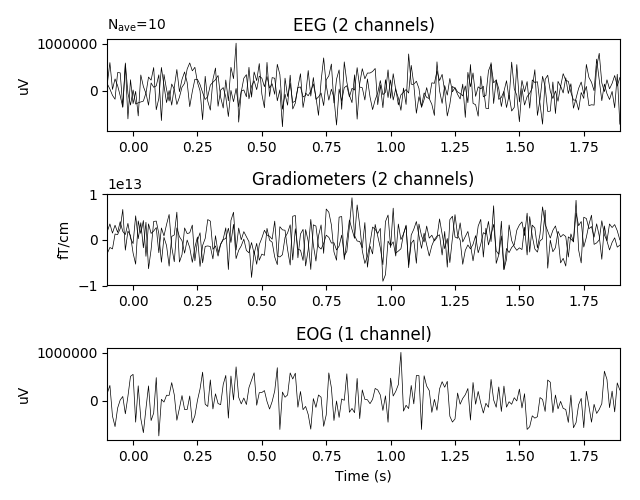 N_ave=10
EEG (2 channels)
1000000
uV
0
0.00 0.25 0.50 0.75 1.00 1.25 1.50 1.75
1e13
Gradiometers (2 channels)
1
fT/cm
0
−1
0.00 0.25 0.50 0.75 1.00 1.25 1.50 1.75
EOG (1 channel)
1000000
uV
0
0.00 0.25 0.50 0.75 1.00 1.25 1.50 1.75
Time (s)